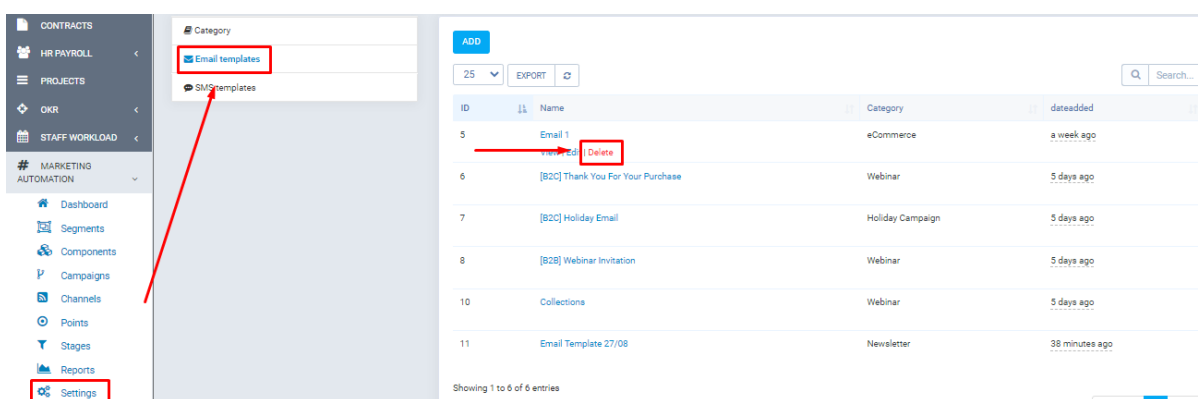 CONTRACTS
HR PAYROLL
PROJECTS
OKR
STAFF WORKLOAD
MARKETING
AUTOMATION
Dashboard
Segments
Components
Campaigns
Channels
Points
Stages
Reports
Settings
Category
Email templates
SMS templates
ADD
25 EXPORT Search...
ID Name Category dateadded
5 Email 1 eCommerce a week ago
View | Edit | Delete
6 [B2C] Thank You For Your Purchase Webinar 5 days ago
7 [B2C] Holiday Email Holiday Campaign 5 days ago
8 [B2B] Webinar Invitation Webinar 5 days ago
10 Collections Webinar 5 days ago
11 Email Template 27/08 Newsletter 38 minutes ago
Showing 1 to 6 of 6 entries